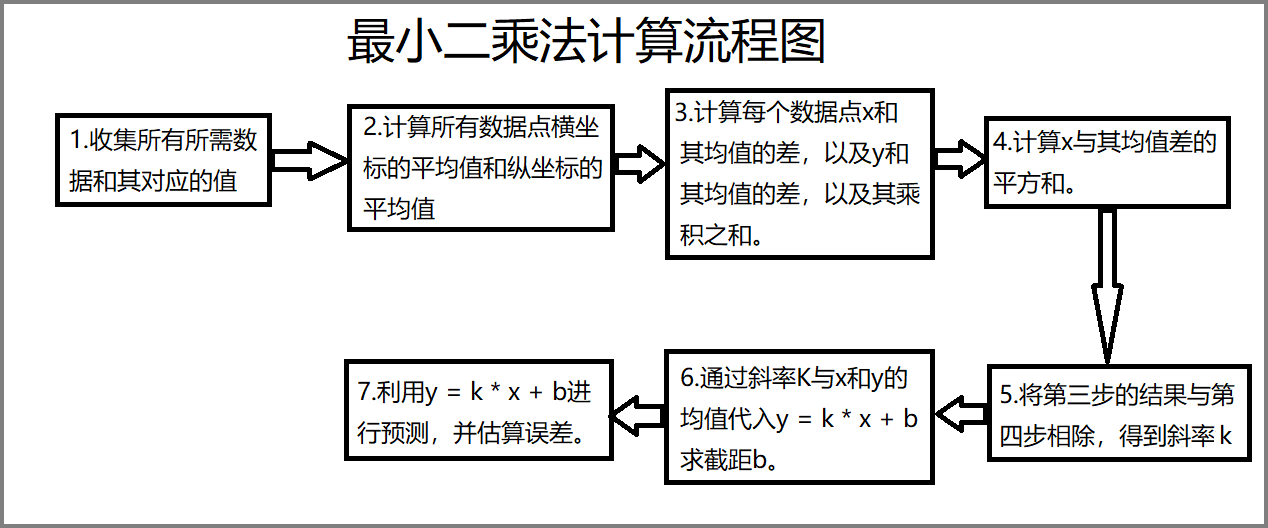 最小二乘法计算流程图
1.收集所有所需数
据和其对应的值
2.计算所有数据点横坐
标的平均值和纵坐标的
平均值
3.计算每个数据点x和
其均值的差，以及y和
其均值的差，以及其乘
积之和。
4.计算x与其均值差的
平方和。
5.将第三步的结果与第
四步相除，得到斜率k
6.通过斜率K与x和y的
均值代入y = k * x + b
求截距b。
7.利用y = k * x + b进
行预测，并估算误差。